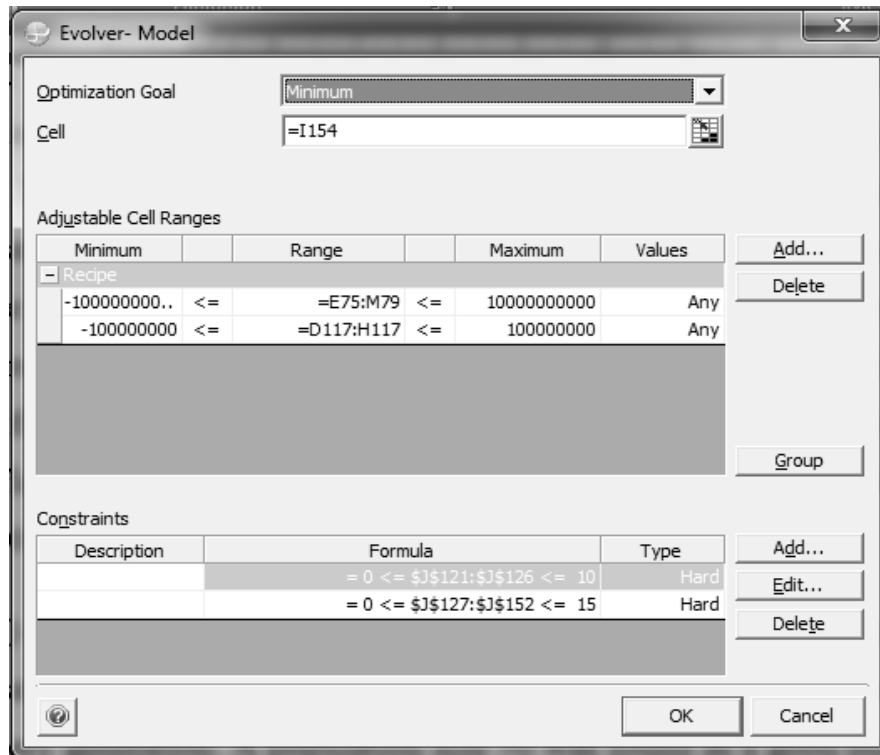 Evolver- Model
x
Optimization Goal
Minimum
Cell
=I154
Adjustable Cell Ranges
Minimum Range Maximum Values
Add...
Recipe
Delete
-100000000.. <= =E75:M79 <= 10000000000 Any
-100000000 <= =D117:H117 <= 100000000 Any
Group
Constraints
Description Formula Type
Add...
= 0 <= $J$121:$J$126 <= 10 Hard
Edit...
= 0 <= $J$127:$J$152 <= 15 Hard
Delete
OK Cancel